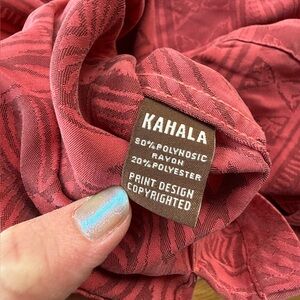 KAHALA
80% POLYNOSIC
RAYON
20% POLYESTER
PRINT DESIGN
COPYRIGHTED